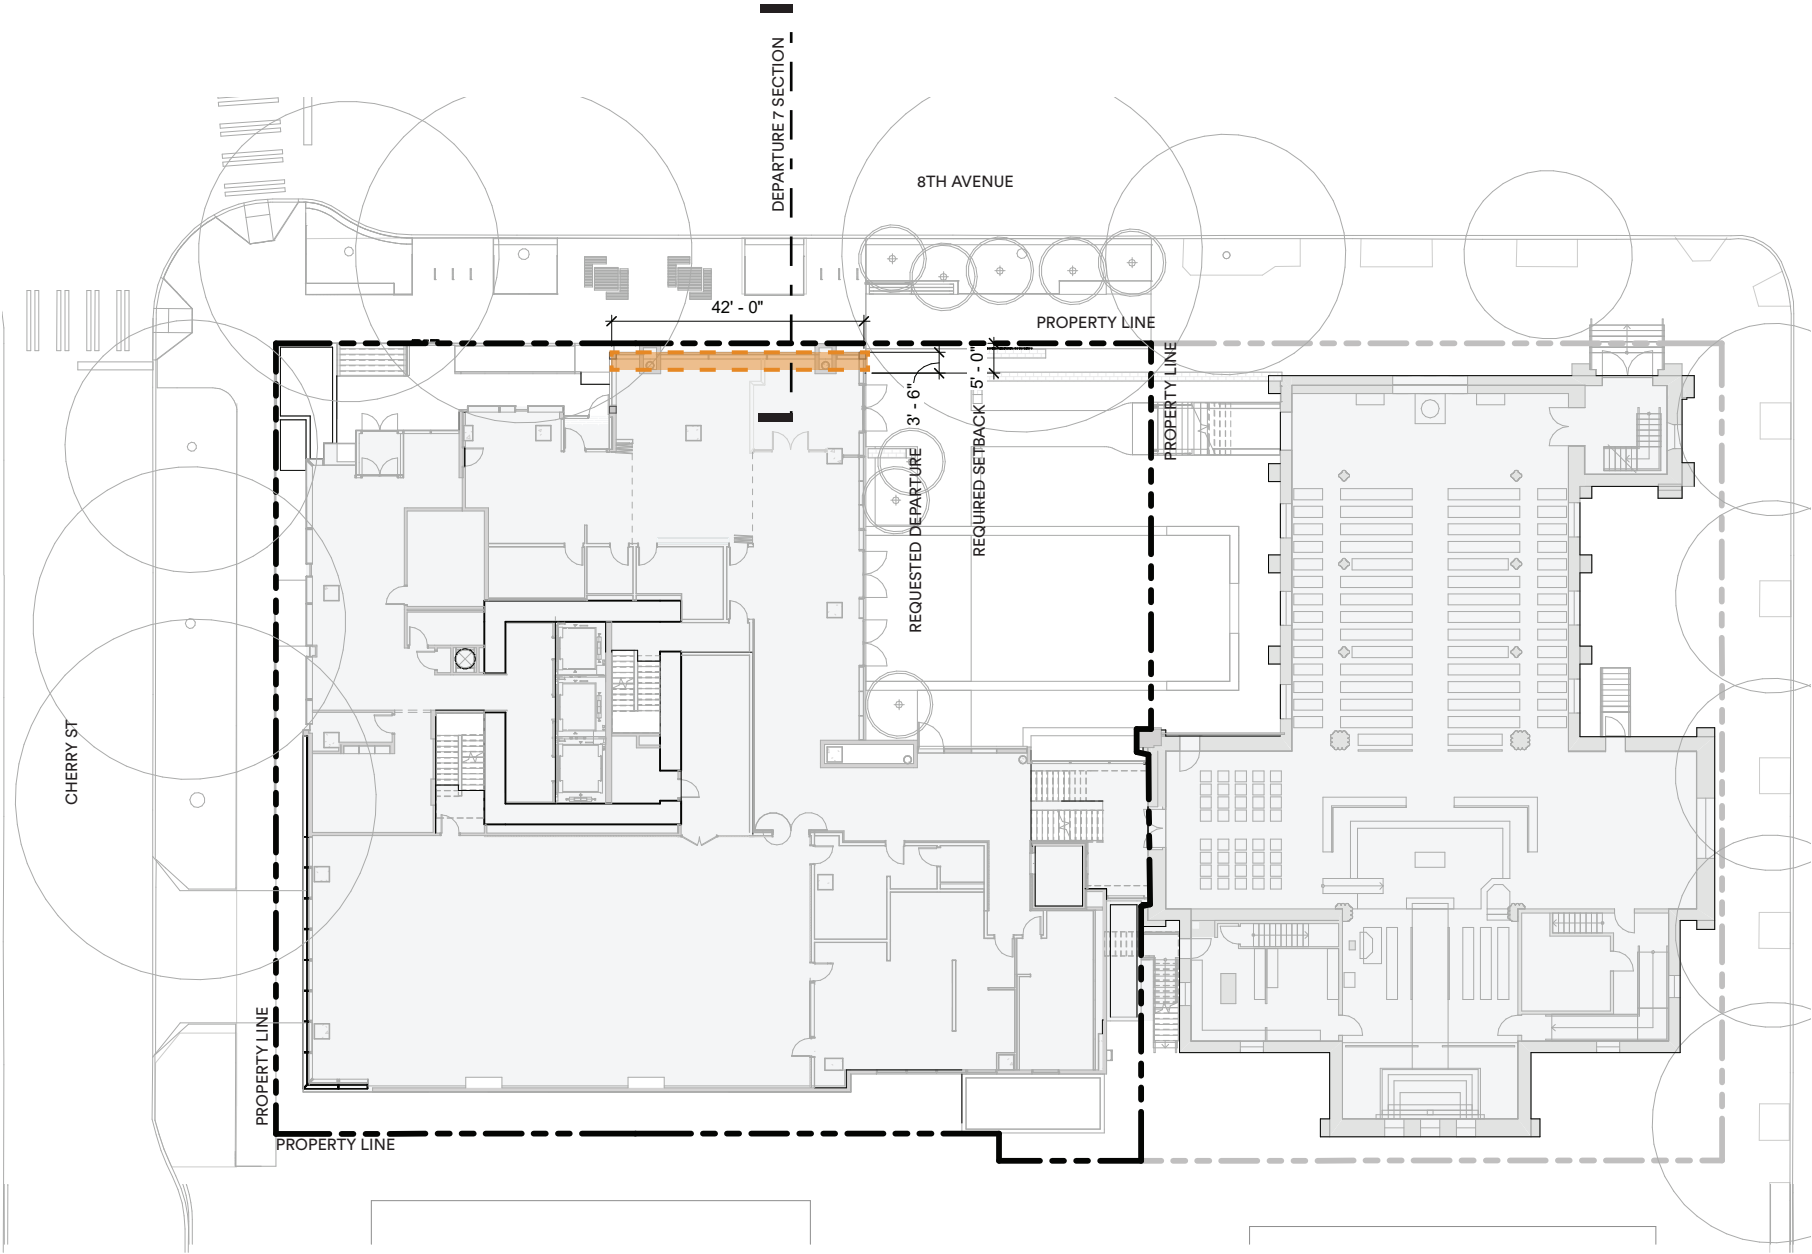 DEPARTURE 7 SECTION
8TH AVENUE
42' - 0"
PROPERTY LINE
PROPERTY LINE
REQUESTED DEPARTURE 3' - 6"
REQUIRED SETBACK 5' - 0"
CHERRY ST
PROPERTY LINE
PROPERTY LINE